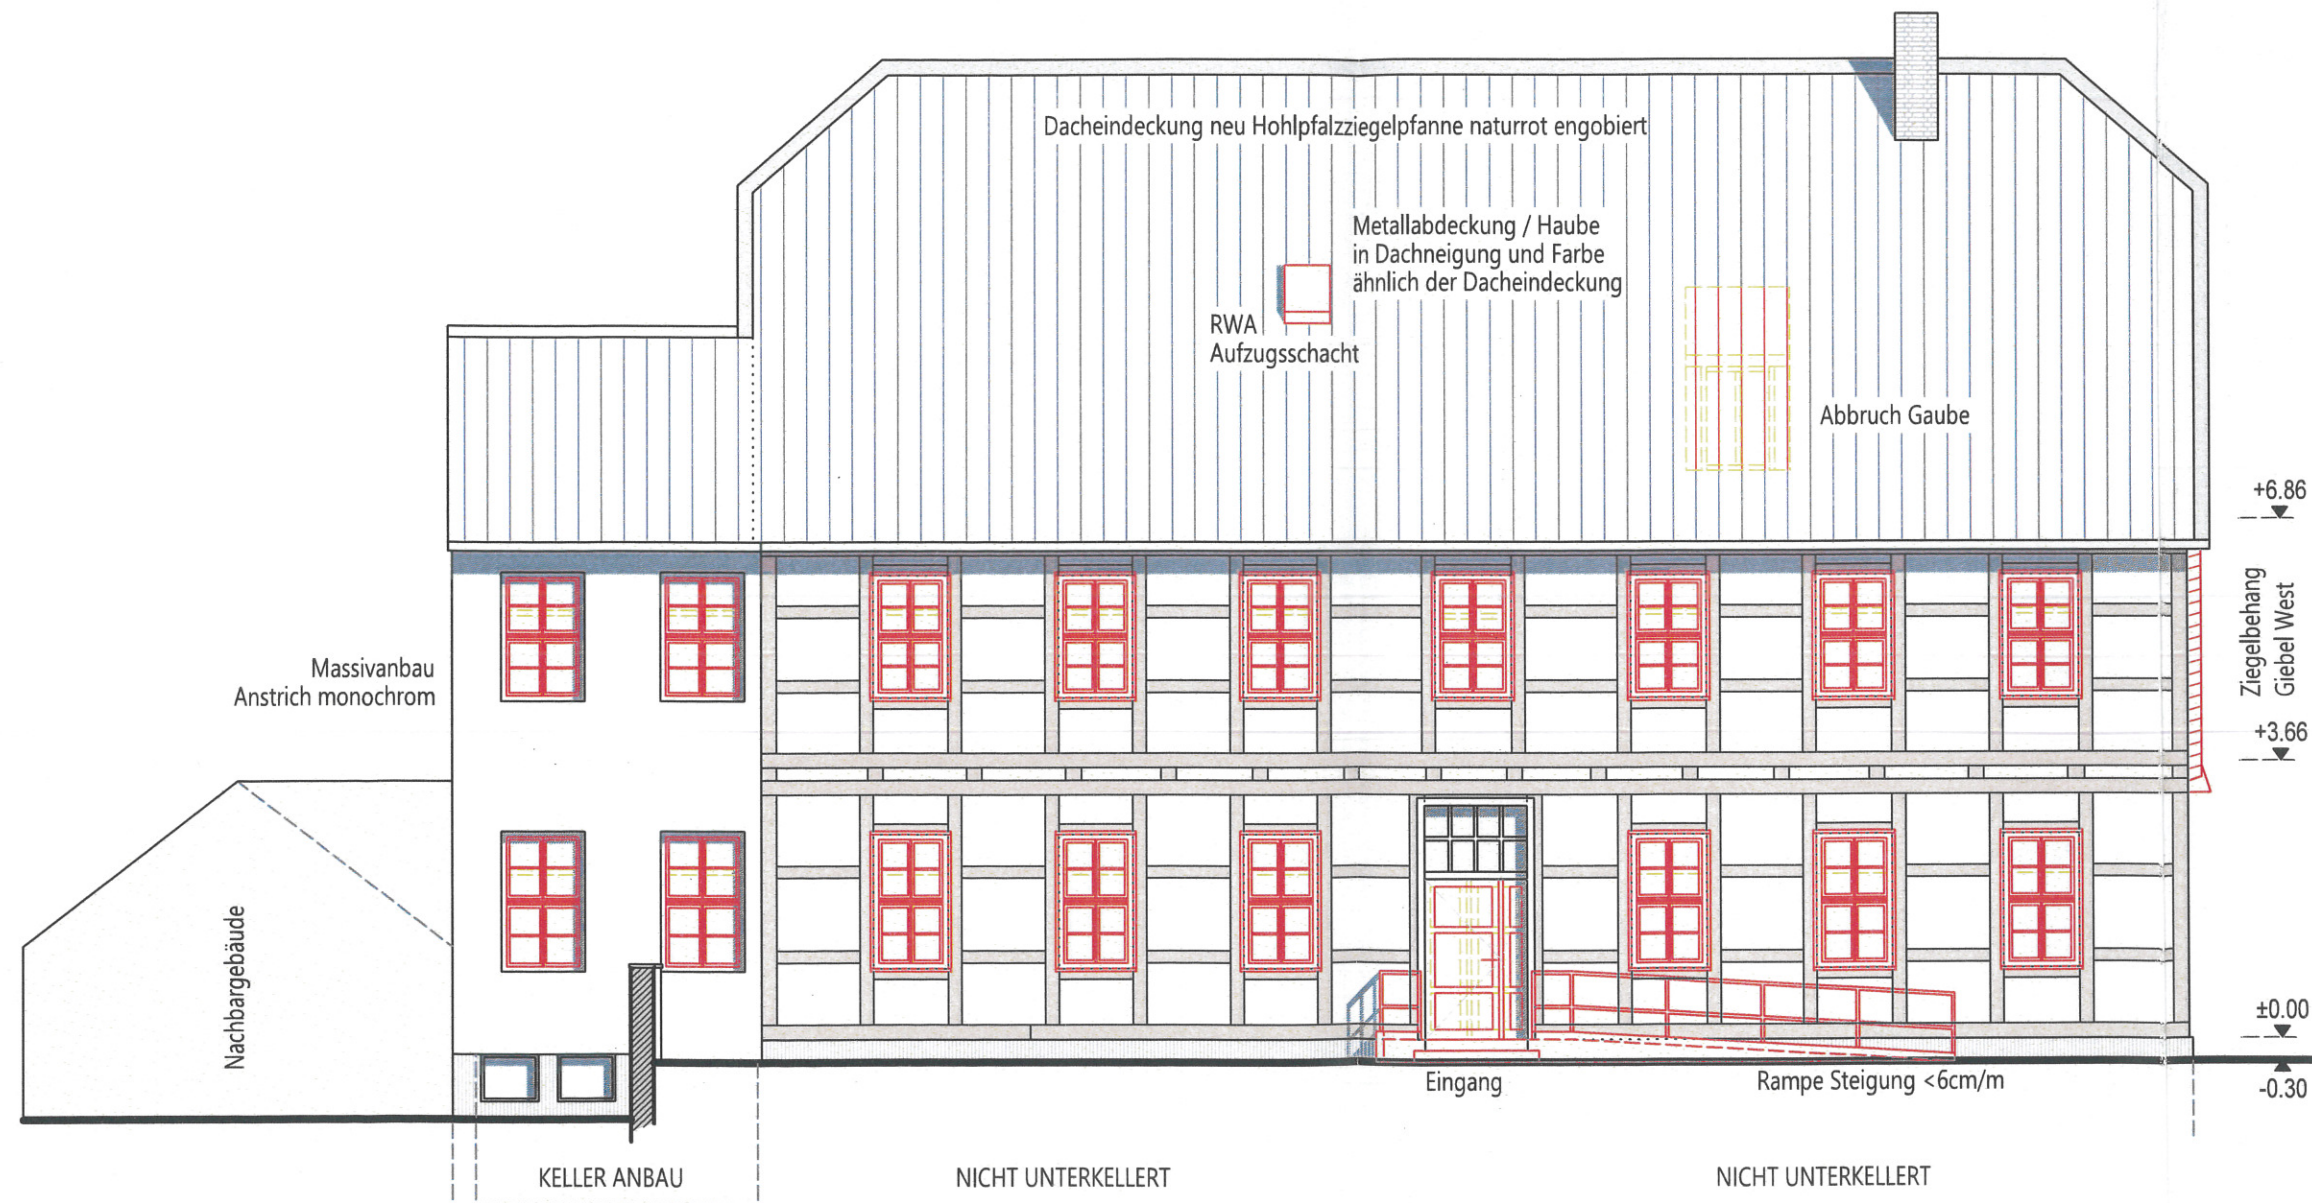 Dacheindeckung neu Hohlpfalzziegelpfanne naturrot engobiert
Metallabdeckung / Haube
in Dachneigung und Farbe
ähnlich der Dacheindeckung
RWA
Aufzugsschacht
Abbruch Gaube
+6.86
Ziegelbehang
Giebel West
Massivanbau
Anstrich monochrom
+3.66
Nachbargebäude
±0.00
Eingang
Rampe Steigung <6cm/m
-0.30
KELLER ANBAU
NICHT UNTERKELLERT
NICHT UNTERKELLERT